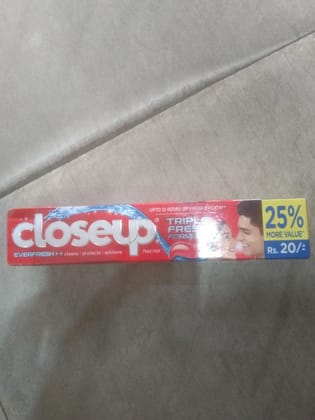 UPTO 12 HOURS OF FRESH BREATH*
closeup
TRIPLE
FRESH
FORMULA
EVERFRESH++ cleans · protects · whitens
Red Hot
25%
MORE VALUE*
Rs. 20/-